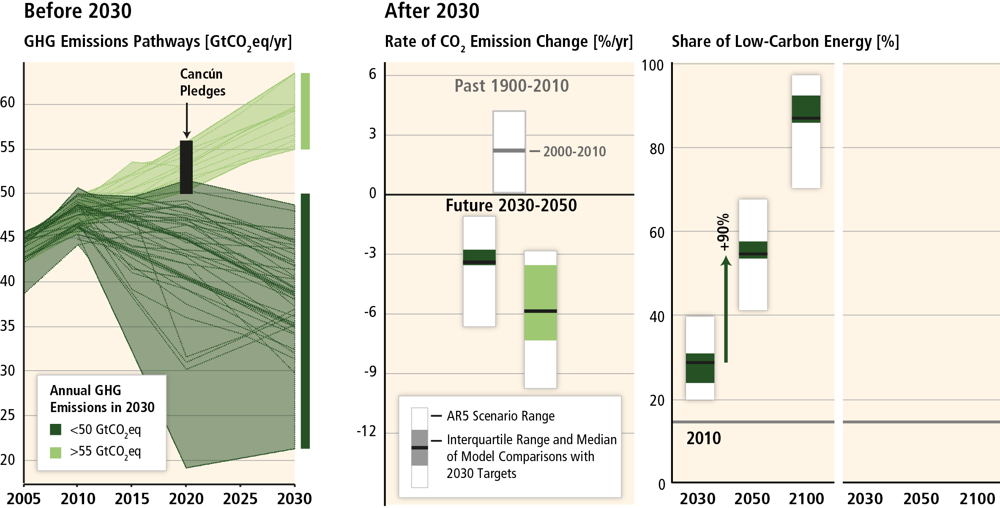 Before 2030
GHG Emissions Pathways [GtCO₂eq/yr]
60
55
50
45
40
35
30
25
20
Cancún
Pledges
Annual GHG
Emissions in 2030
<50 GtCO₂eq
>55 GtCO₂eq
2005 2010 2015 2020 2025 2030
After 2030
Rate of CO₂ Emission Change [%/yr]
6
3
0
-3
-6
-9
-12
Past 1900-2010
2000-2010
Future 2030-2050
AR5 Scenario Range
Interquartile Range and Median
of Model Comparisons with
2030 Targets
Share of Low-Carbon Energy [%]
100
80
60
40
20
0
+90%
2010
2030 2050 2100 2030 2050 2100